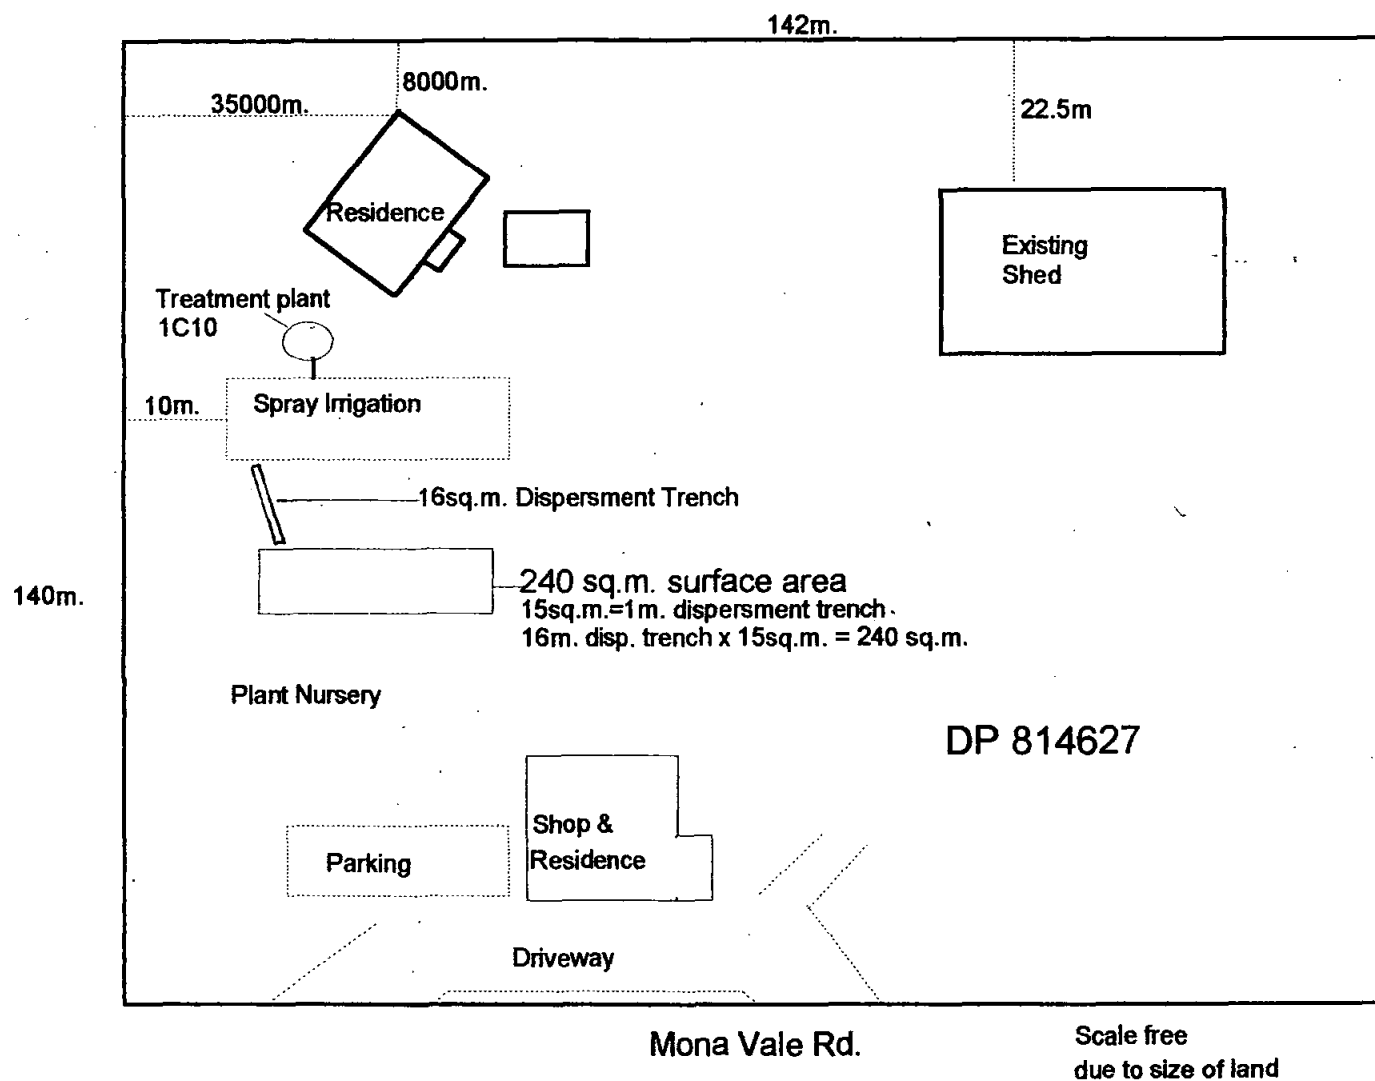 142m.
8000m.
35000m.
22.5m
Residence
Existing
Shed
Treatment plant
1C10
10m.
Spray Irrigation
16sq.m. Dispersment Trench
140m.
240 sq.m. surface area
15sq.m.=1m. dispersment trench
16m. disp. trench x 15sq.m. = 240 sq.m.
Plant Nursery
DP 814627
Shop &
Residence
Parking
Driveway
Mona Vale Rd.
Scale free
due to size of land